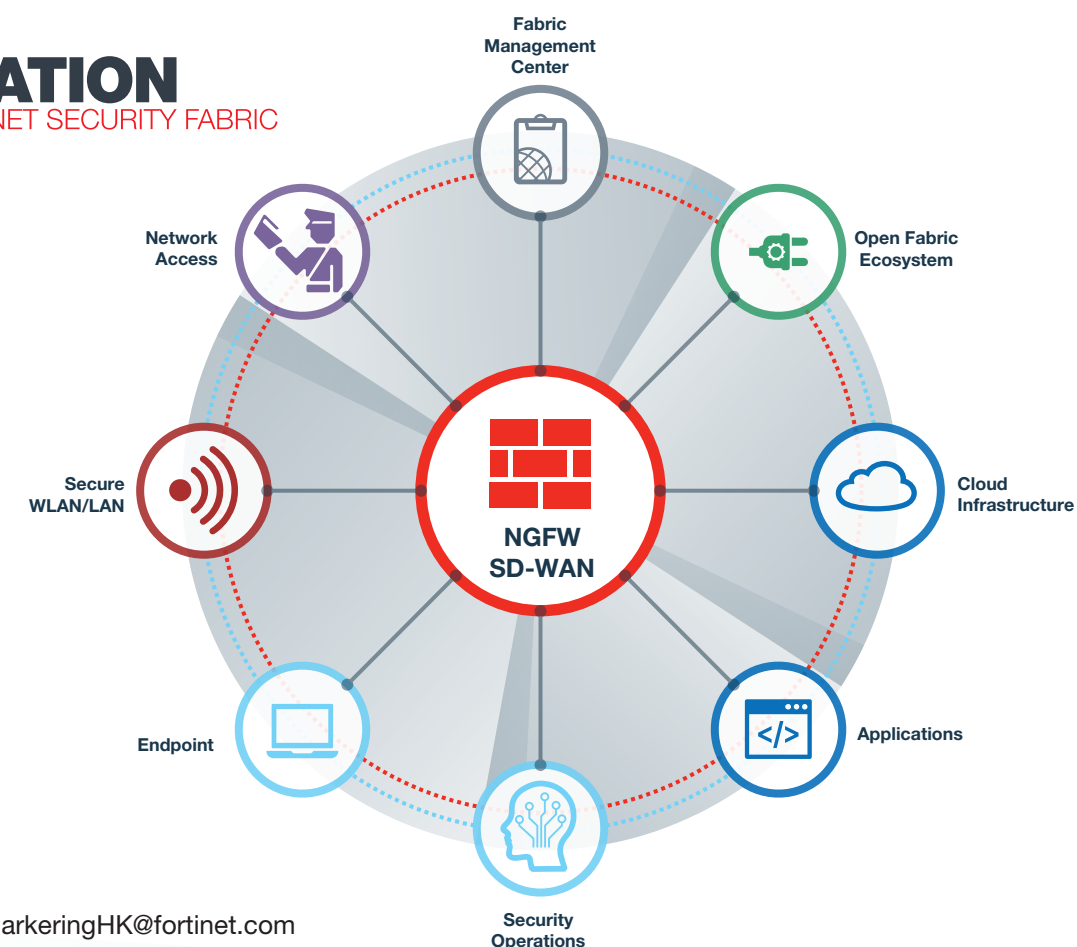 ATION
NET SECURITY FABRIC
Fabric
Management
Center
Network
Access
Open Fabric
Ecosystem
Secure
WLAN/LAN
NGFW
SD-WAN
Cloud
Infrastructure
Endpoint
</>
Applications
Security
Operations
arkeringHK@fortinet.com